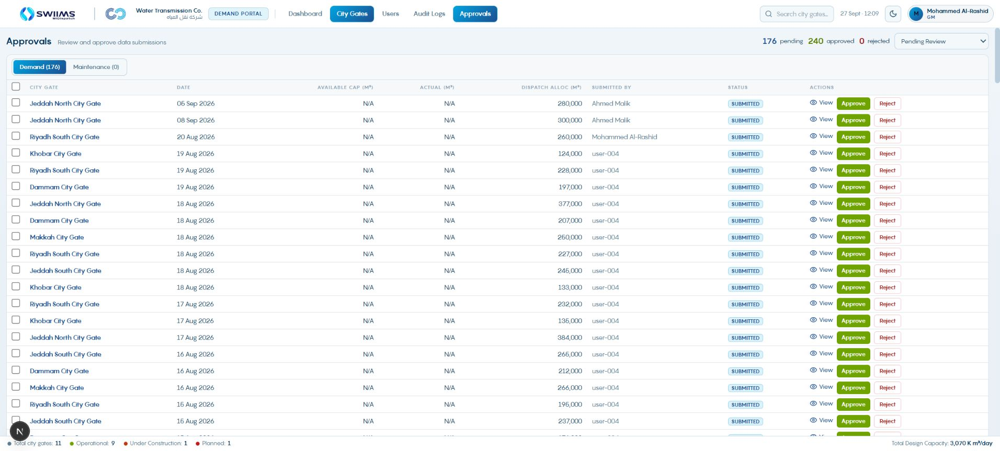 SWIIMS
WIDispatch
Water Transmission Co.
شركة نقل المياه
DEMAND PORTAL
Dashboard
City Gates
Users
Audit Logs
Approvals
Search city gates...
27 Sept · 12:09
M
Mohammed Al-Rashid
GM
Approvals Review and approve data submissions
176 pending 240 approved 0 rejected
Pending Review
Demand (176) Maintenance (0)
CITY GATE DATE AVAILABLE CAP (M³) ACTUAL (M³) DISPATCH ALLOC (M³) SUBMITTED BY STATUS ACTIONS
Jeddah North City Gate 05 Sep 2026 N/A N/A 280,000 Ahmed Malik SUBMITTED View Approve Reject
Jeddah North City Gate 08 Sep 2026 N/A N/A 300,000 Ahmed Malik SUBMITTED View Approve Reject
Riyadh South City Gate 20 Aug 2026 N/A N/A 260,000 Mohammed Al-Rashid SUBMITTED View Approve Reject
Khobar City Gate 19 Aug 2026 N/A N/A 124,000 user-004 SUBMITTED View Approve Reject
Riyadh South City Gate 19 Aug 2026 N/A N/A 228,000 user-004 SUBMITTED View Approve Reject
Dammam City Gate 19 Aug 2026 N/A N/A 197,000 user-004 SUBMITTED View Approve Reject
Jeddah North City Gate 18 Aug 2026 N/A N/A 377,000 user-004 SUBMITTED View Approve Reject
Dammam City Gate 18 Aug 2026 N/A N/A 207,000 user-004 SUBMITTED View Approve Reject
Makkah City Gate 18 Aug 2026 N/A N/A 250,000 user-004 SUBMITTED View Approve Reject
Riyadh South City Gate 18 Aug 2026 N/A N/A 227,000 user-004 SUBMITTED View Approve Reject
Jeddah South City Gate 18 Aug 2026 N/A N/A 245,000 user-004 SUBMITTED View Approve Reject
Khobar City Gate 18 Aug 2026 N/A N/A 133,000 user-004 SUBMITTED View Approve Reject
Riyadh South City Gate 17 Aug 2026 N/A N/A 232,000 user-004 SUBMITTED View Approve Reject
Khobar City Gate 17 Aug 2026 N/A N/A 135,000 user-004 SUBMITTED View Approve Reject
Jeddah North City Gate 17 Aug 2026 N/A N/A 384,000 user-004 SUBMITTED View Approve Reject
Jeddah South City Gate 16 Aug 2026 N/A N/A 265,000 user-004 SUBMITTED View Approve Reject
Dammam City Gate 16 Aug 2026 N/A N/A 212,000 user-004 SUBMITTED View Approve Reject
Makkah City Gate 16 Aug 2026 N/A N/A 266,000 user-004 SUBMITTED View Approve Reject
Riyadh South City Gate 15 Aug 2026 N/A N/A 195,000 user-004 SUBMITTED View Approve Reject
Jeddah South City Gate 15 Aug 2026 N/A N/A 237,000 user-004 SUBMITTED View Approve Reject
N
Total city gates: 11 Operational: 9 Under Construction: 1 Planned: 1
Total Design Capacity: 3,070 K m³/day